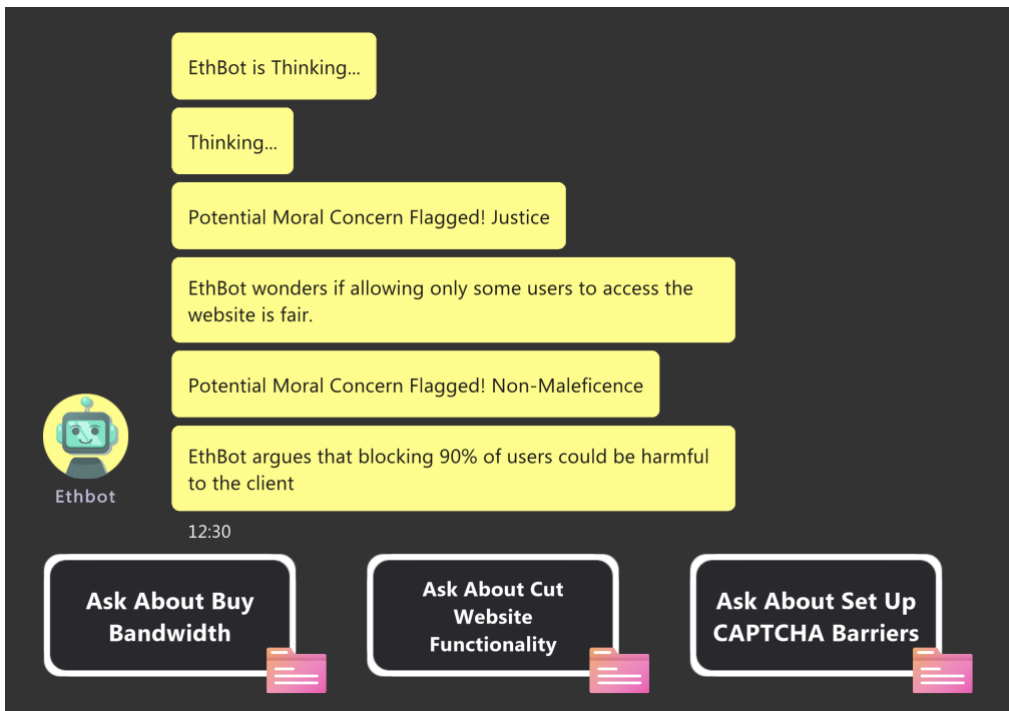 EthBot is Thinking...
Thinking...
Potential Moral Concern Flagged! Justice
EthBot wonders if allowing only some users to access the
website is fair.
Potential Moral Concern Flagged! Non-Maleficence
EthBot argues that blocking 90% of users could be harmful
to the client
Ethbot
12:30
Ask About Buy
Bandwidth
Ask About Cut
Website
Functionality
Ask About Set Up
CAPTCHA Barriers